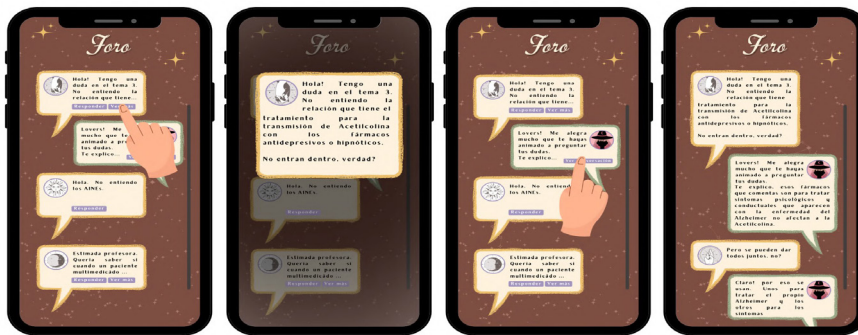 Foro
Hola! Tengo una
duda en el tema 3.
No entiendo la
relación que tiene...
Responder Ver más
Lovers! Me
mucho que te
animado a
tus dudas.
Te explico...
Hola. No entiendo
los AINEs.
Responder
Estimada profesora.
Quería saber si
cuando un paciente
multimedicado ...
Responder Ver más
Foro
Hola! Tengo una
duda en el tema 3.
No entiendo la
relación que tiene el
tratamiento para la
transmisión de Acetilcolina
con los fármacos
antidepresivos o hipnóticos.
No entran dentro, verdad?
los AINEs.
Responder
Estimada profesora.
Quería saber si
cuando un paciente
multimedicado ...
Responder Ver más
Foro
Hola! Tengo una
duda en el tema 3.
No entiendo la
relación que tiene...
Responder Ver más
Lovers! Me alegra
mucho que te hayas
animado a preguntar
tus dudas.
Te explico...
Hola. No
los AINEs.
Responder
Estimada profesora.
Quería saber si
cuando un paciente
multimedicado ...
Responder Ver más
Foro
Hola! Tengo una
duda en el tema 3.
No entiendo la
relación que tiene el
tratamiento para la
transmisión de Acetilcolina
con los fármacos
antidepresivos o hipnóticos.
No entran dentro, verdad?
Lovers! Me alegra
mucho que te hayas
animado a preguntar
tus dudas.
Te explico, esos fármacos
que comentas son para tratar
síntomas psicológicos y
conductuales que aparecen
con la enfermedad del
Alzheimer no afectan a la
Acetilcolina.
Pero se pueden dar
todos juntos, no?
Claro! por eso se
usan. Unos para
tratar el propio
Alzheimer y los
otros para los
síntomas